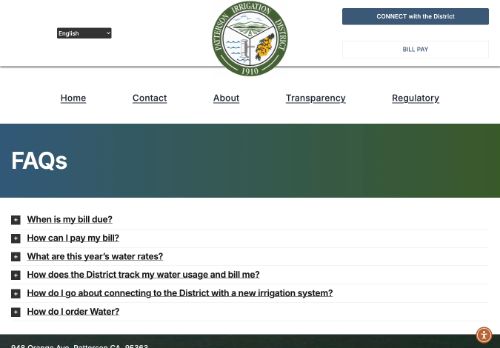 English
PATTERSON IRRIGATION DISTRICT
1910
CONNECT with the District
BILL PAY
Home
Contact
About
Transparency
Regulatory
FAQs
When is my bill due?
How can I pay my bill?
What are this year's water rates?
How does the District track my water usage and bill me?
How do I go about connecting to the District with a new irrigation system?
How do I order Water?
948 Orange Ave, Patterson CA, 95363